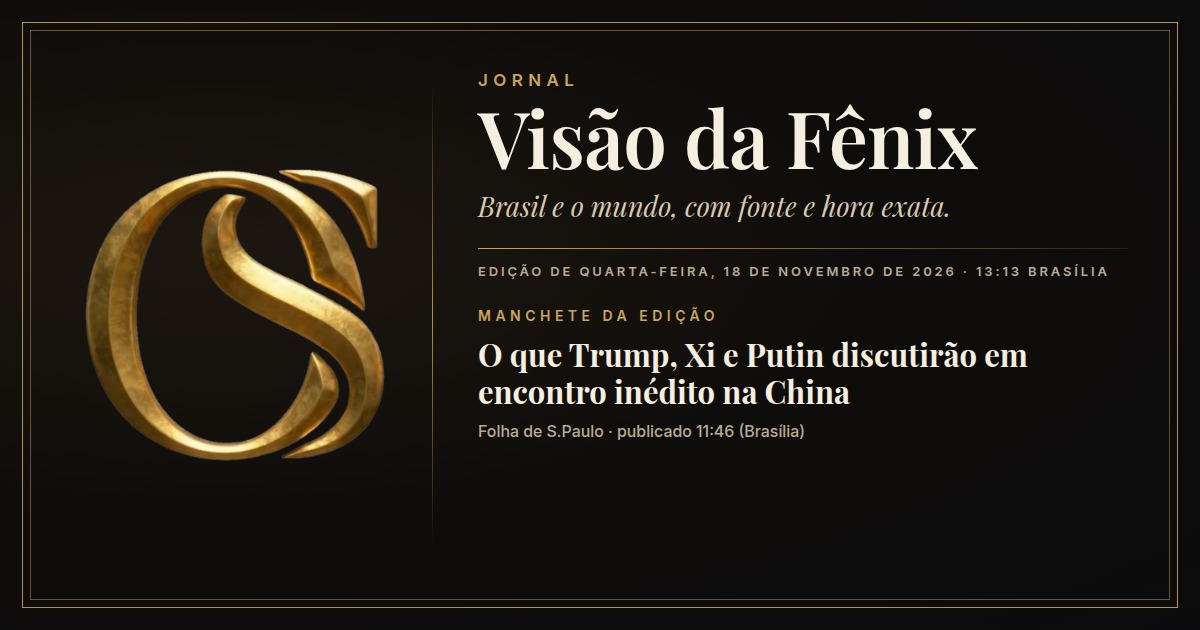 JORNAL
Visão da Fênix
Brasil e o mundo, com fonte e hora exata.
EDIÇÃO DE QUARTA-FEIRA, 18 DE NOVEMBRO DE 2026 · 13:13 BRASÍLIA
MANCHETE DA EDIÇÃO
O que Trump, Xi e Putin discutirão em
encontro inédito na China
Folha de S.Paulo · publicado 11:46 (Brasília)